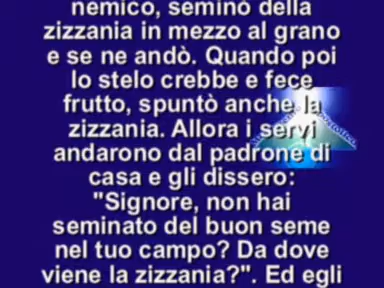 nemico, seminò della
zizzania in mezzo al grano
e se ne andò. Quando poi
lo stelo crebbe e fece
frutto, spuntò anche la
zizzania. Allora i servi
andarono dal padrone di
casa e gli dissero:
"Signore, non hai
seminato del buon seme
nel tuo campo? Da dove
viene la zizzania?". Ed egli